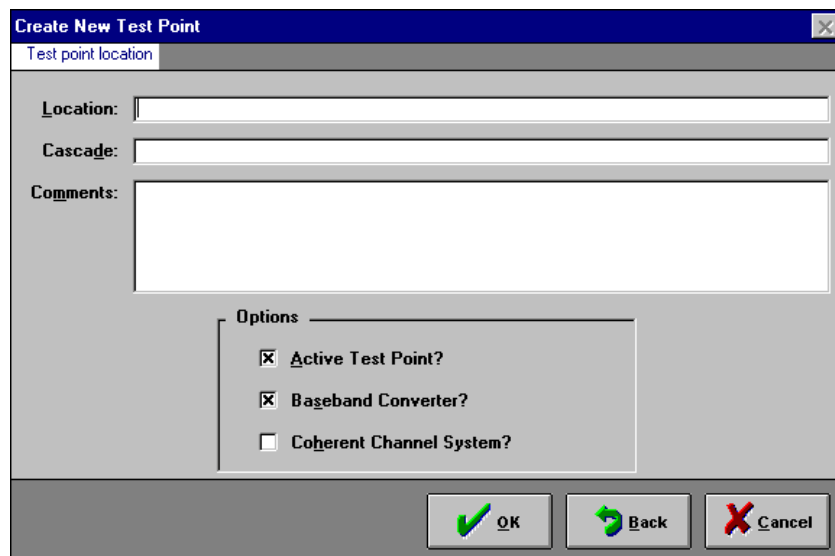 Create New Test Point
Test point location
Location:
Cascade:
Comments:
Options
Active Test Point?
Baseband Converter?
Coherent Channel System?
OK
Back
Cancel